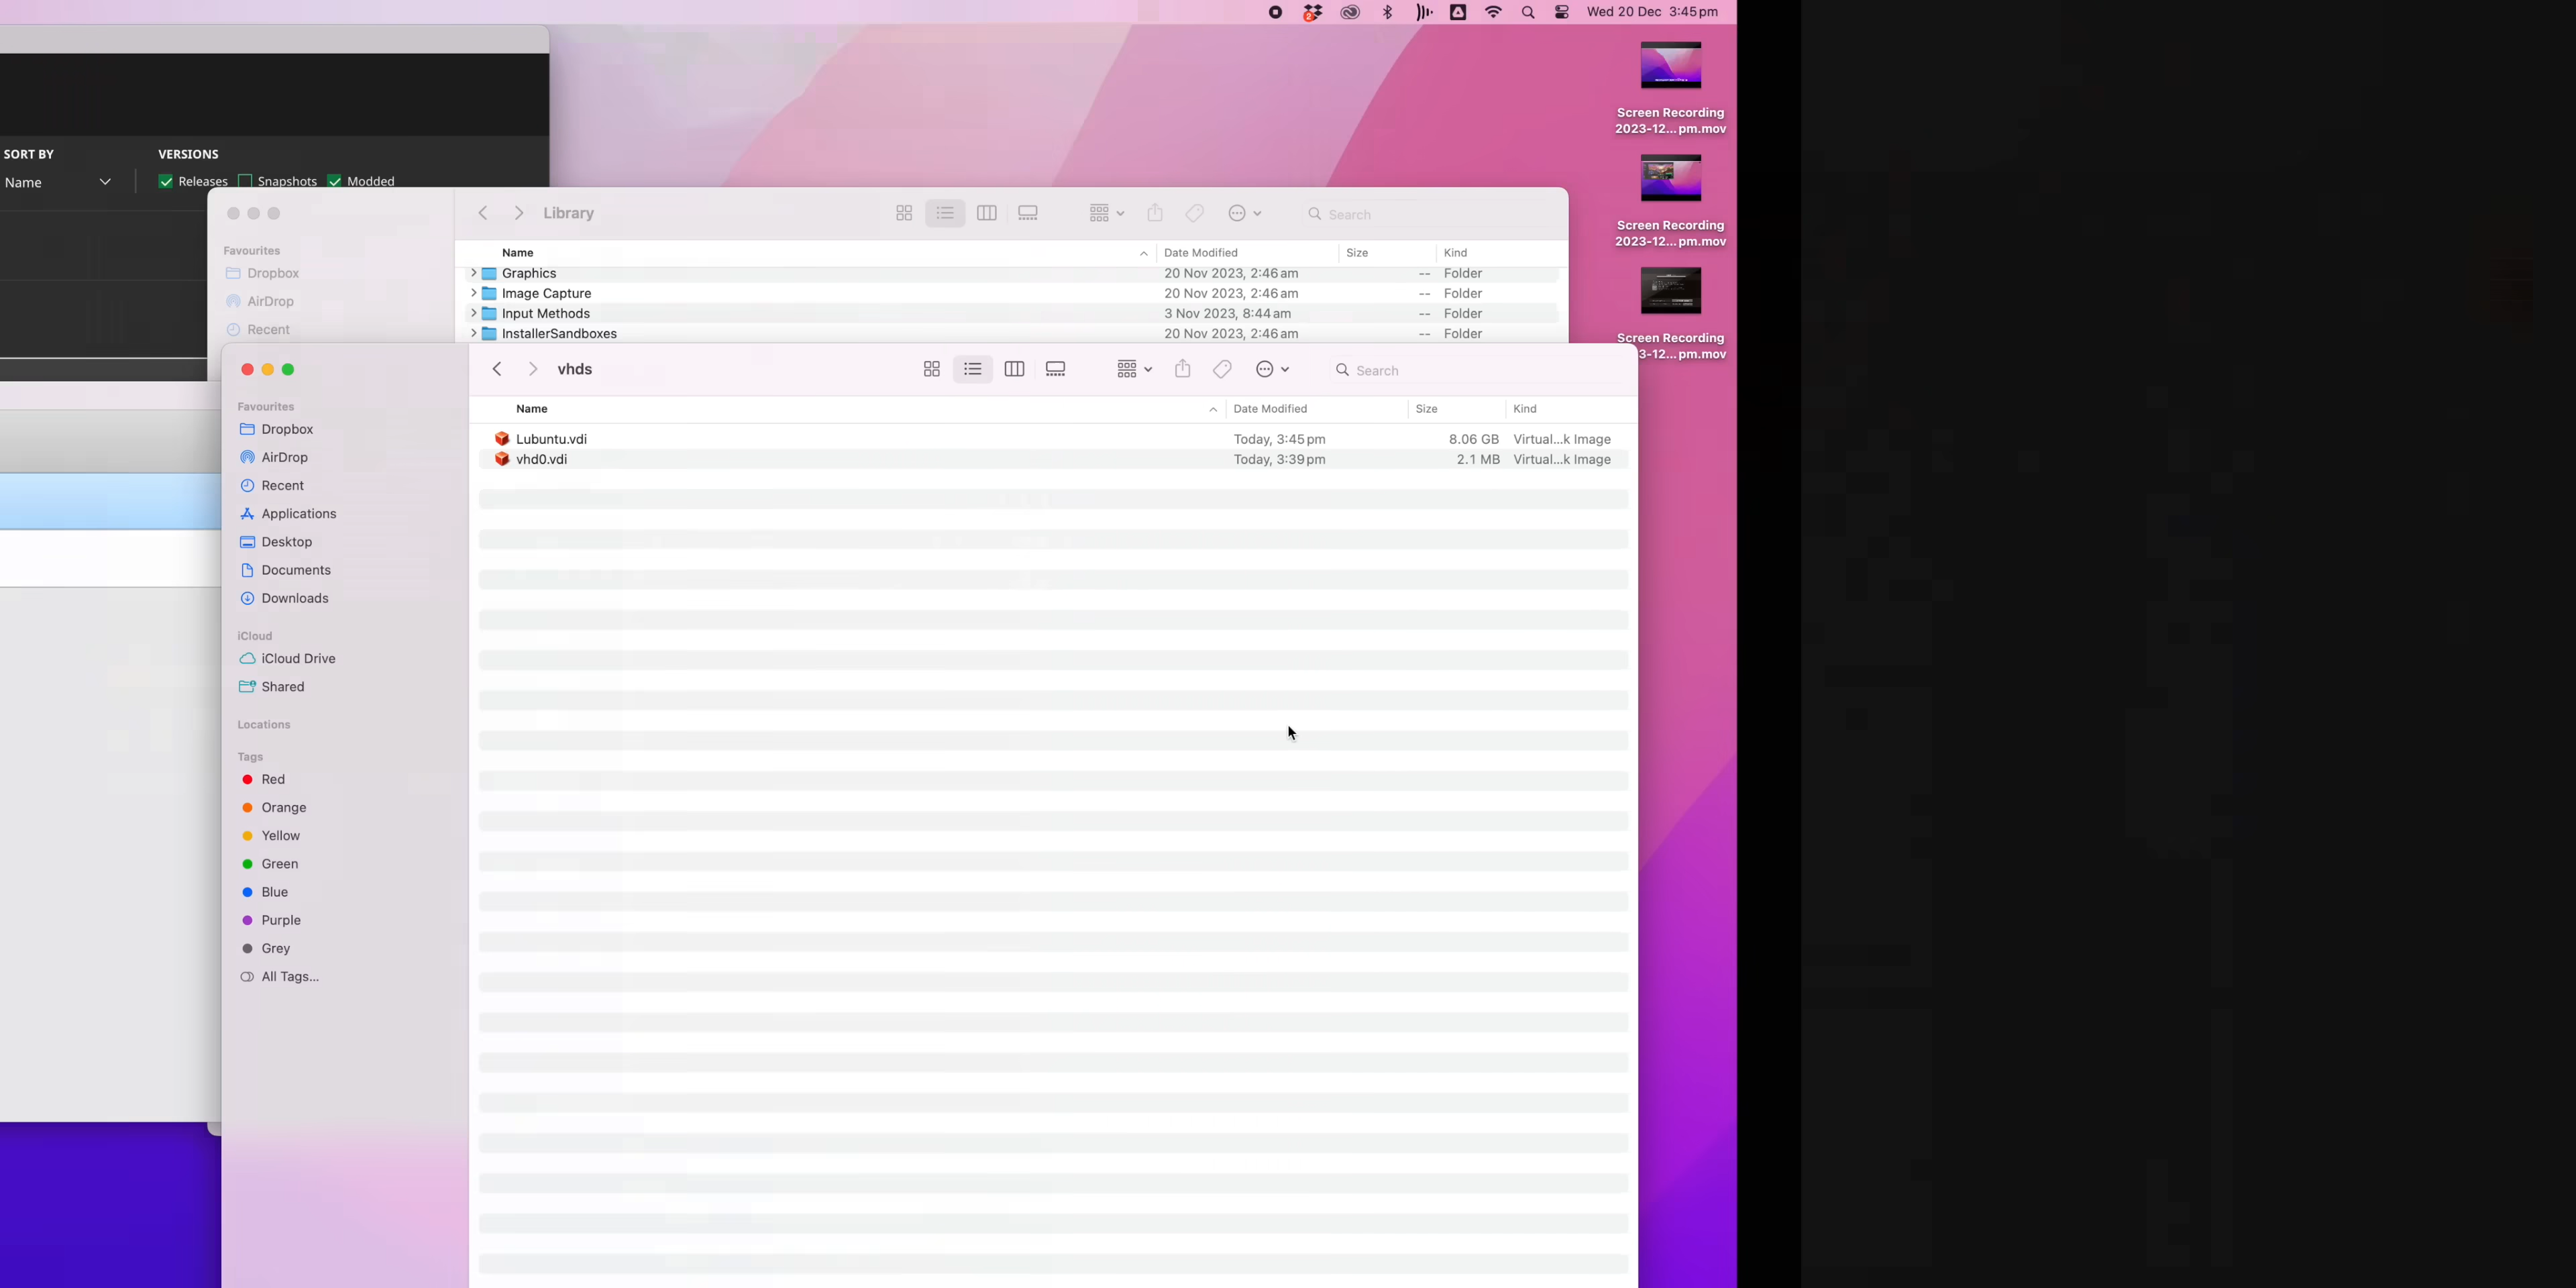 Wed 20 Dec 3:45 pm
Screen Recording
2023-12...pm.mov
Screen Recording
2023-12...pm.mov
Screen Recording
3-12...pm.mov
SORT BY
VERSIONS
Name
Releases
Snapshots
Modded
Library
Search
Favourites
Dropbox
AirDrop
Recent
Name Date Modified Size Kind
Graphics 20 Nov 2023, 2:46 am -- Folder
Image Capture 20 Nov 2023, 2:46 am -- Folder
Input Methods 3 Nov 2023, 8:44 am -- Folder
InstallerSandboxes 20 Nov 2023, 2:46 am -- Folder
vhds
Search
Favourites
Dropbox
AirDrop
Recent
Applications
Desktop
Documents
Downloads
iCloud
iCloud Drive
Shared
Locations
Tags
Red
Orange
Yellow
Green
Blue
Purple
Grey
All Tags...
Name Date Modified Size Kind
Lubuntu.vdi Today, 3:45 pm 8.06 GB Virtual...k Image
vhd0.vdi Today, 3:39 pm 2.1 MB Virtual...k Image